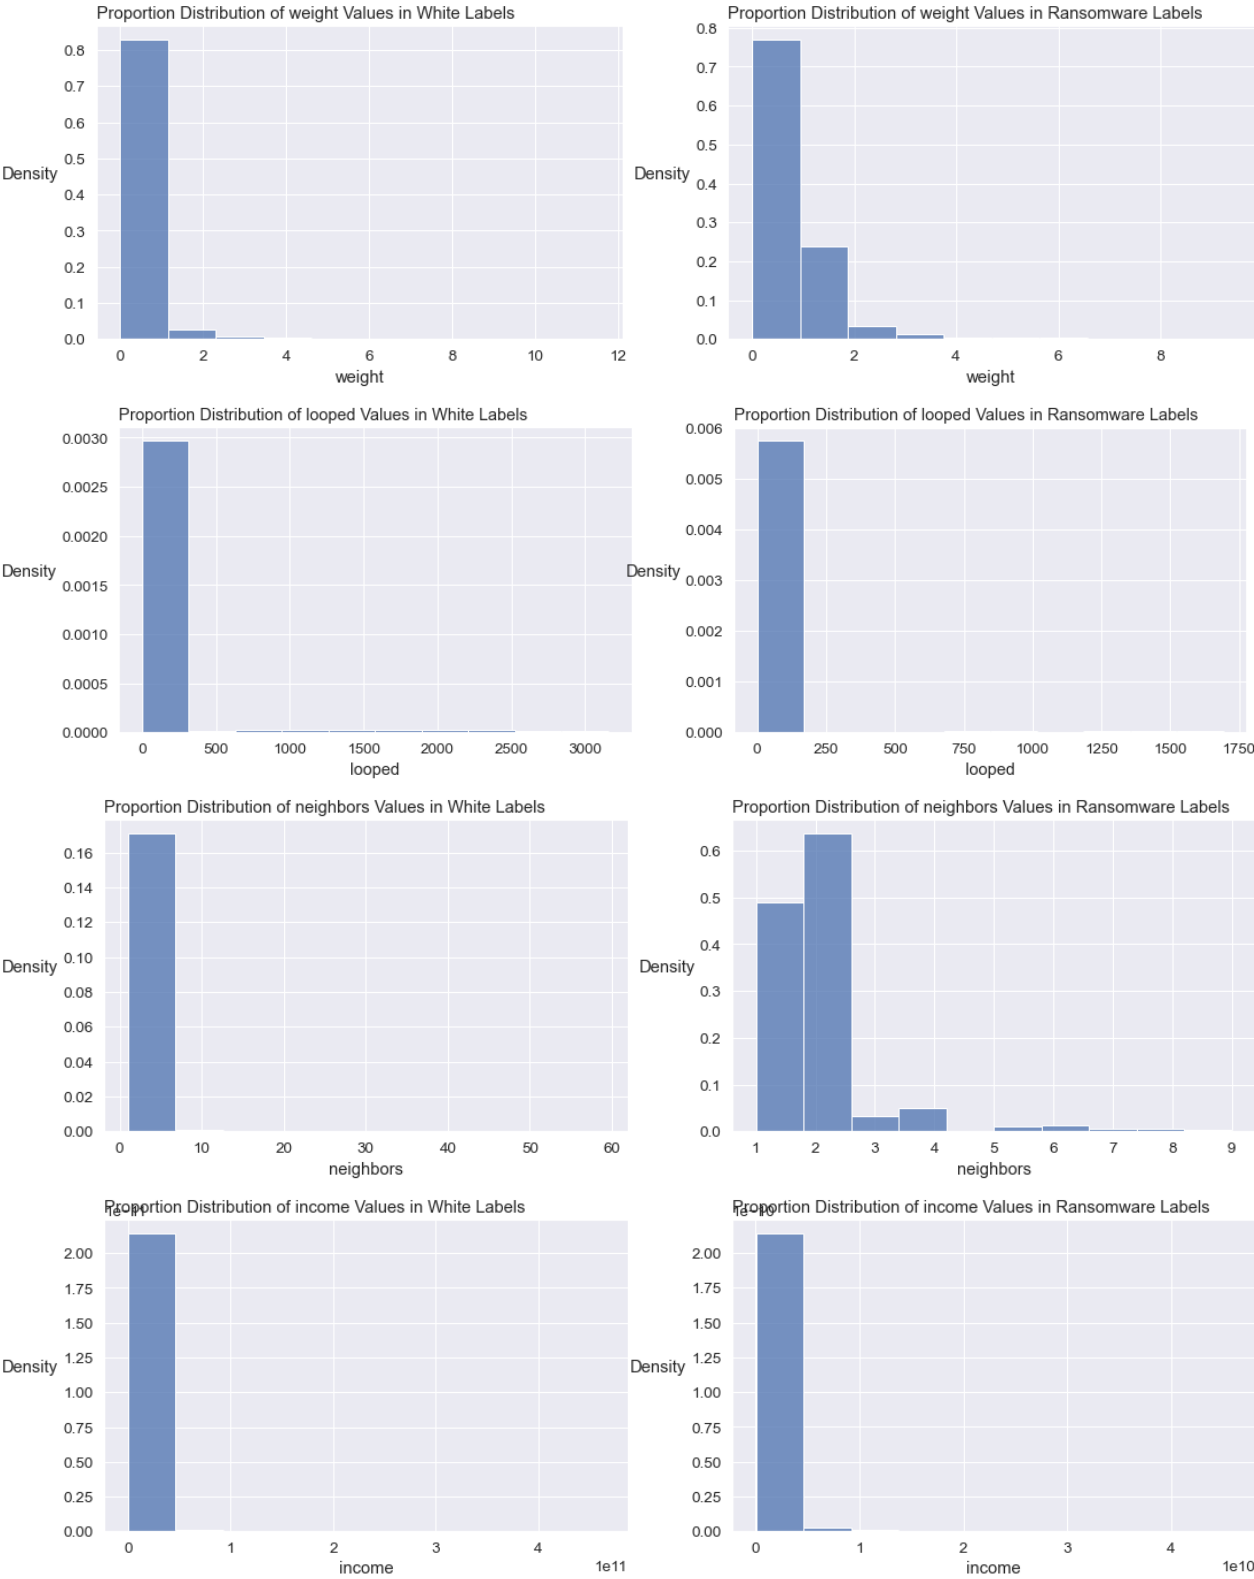 Proportion Distribution of weight Values in White Labels
0.8
0.7
0.6
0.5
Density
0.4
0.3
0.2
0.1
0.0
0 2 4 6 8 10 12
weight
Proportion Distribution of weight Values in Ransomware Labels
0.8
0.7
0.6
0.5
Density
0.4
0.3
0.2
0.1
0.0
0 2 4 6 8
weight
Proportion Distribution of looped Values in White Labels
0.0030
0.0025
0.0020
Density
0.0015
0.0010
0.0005
0.0000
0 500 1000 1500 2000 2500 3000
looped
Proportion Distribution of looped Values in Ransomware Labels
0.006
0.005
0.004
Density
0.003
0.002
0.001
0.000
0 250 500 750 1000 1250 1500 1750
looped
Proportion Distribution of neighbors Values in White Labels
0.16
0.14
0.12
0.10
Density
0.08
0.06
0.04
0.02
0.00
0 10 20 30 40 50 60
neighbors
Proportion Distribution of neighbors Values in Ransomware Labels
0.6
0.5
0.4
Density
0.3
0.2
0.1
0.0
1 2 3 4 5 6 7 8 9
neighbors
Proportion Distribution of income Values in White Labels
1e−11
2.00
1.75
1.50
1.25
Density
1.00
0.75
0.50
0.25
0.00
0 1 2 3 4
1e11
income
Proportion Distribution of income Values in Ransomware Labels
1e−10
2.00
1.75
1.50
1.25
Density
1.00
0.75
0.50
0.25
0.00
0 1 2 3 4
1e10
income